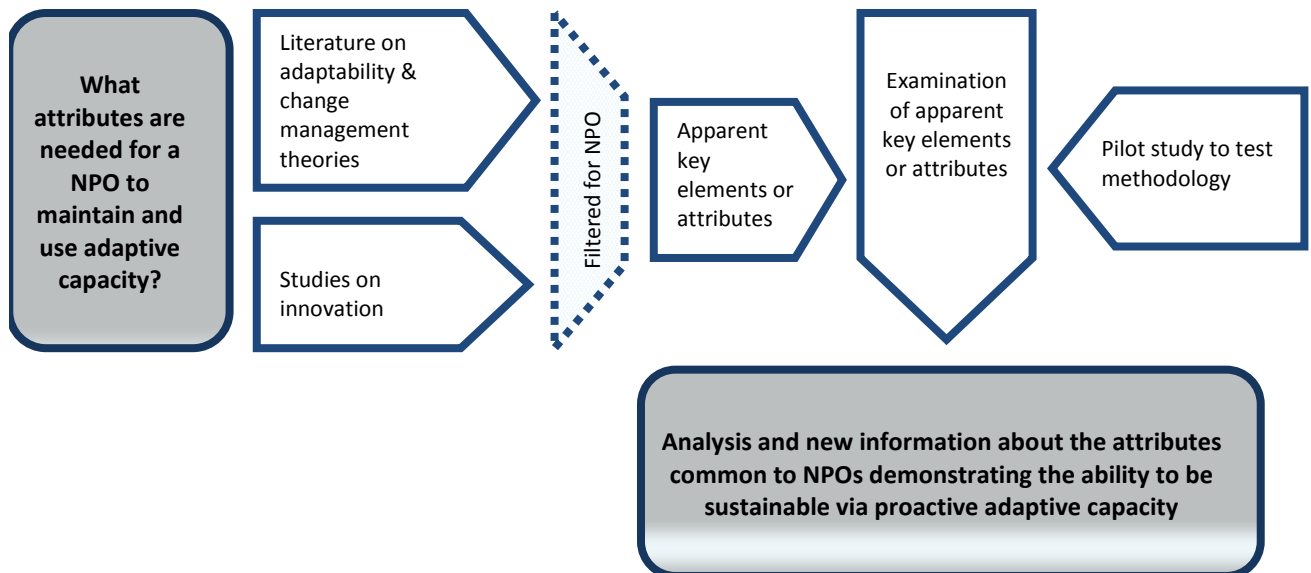 What
attributes are
needed for a
NPO to
maintain and
use adaptive
capacity?
Literature on
adaptability &
change
management
theories
Studies on
innovation
Filtered for NPO
Apparent
key
elements or
attributes
Examination
of apparent
key elements
or attributes
Pilot study to test
methodology
Analysis and new information about the attributes
common to NPOs demonstrating the ability to be
sustainable via proactive adaptive capacity